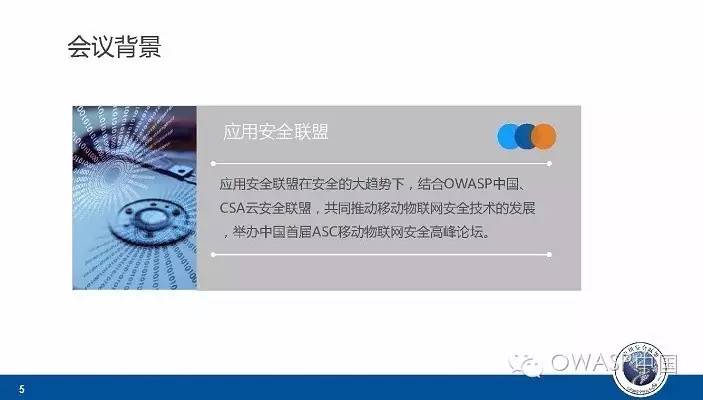 会议背景
应用安全联盟
应用安全联盟在安全的大趋势下，结合OWASP中国、
CSA云安全联盟，共同推动移动物联网安全技术的发展
，举办中国首届ASC移动物联网安全高峰论坛。
5
OWASP中国